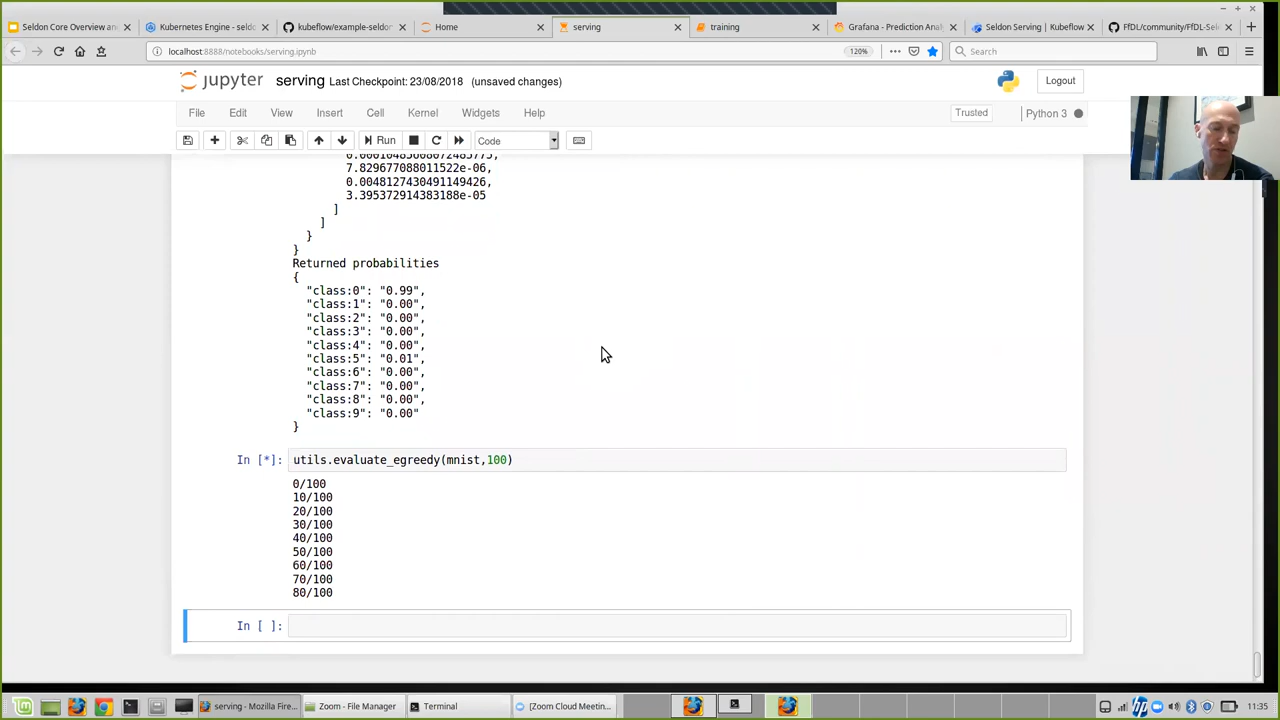 Seldon Core Overview an
Kubernetes Engine - seldo
kubeflow/example-seldon
Home
serving
training
Grafana - Prediction Anal
Seldon Serving | Kubeflow
FfDL/community/FfDL-Sel
localhost:8888/notebooks/serving.ipynb
120%
Search
jupyter
serving Last Checkpoint: 23/08/2018 (unsaved changes)
Logout
File Edit View Insert Cell Kernel Widgets Help
Trusted
Python 3
Run
Code
7.829677088011522e-06,
0.0048127430491149426,
3.395372914383188e-05
]
]
}
}
Returned probabilities
{
"class:0": "0.99",
"class:1": "0.00",
"class:2": "0.00",
"class:3": "0.00",
"class:4": "0.00",
"class:5": "0.01",
"class:6": "0.00",
"class:7": "0.00",
"class:8": "0.00",
"class:9": "0.00"
}
In [*]: utils.evaluate_egreedy(mnist,100)
0/100
10/100
20/100
30/100
40/100
50/100
60/100
70/100
80/100
In [ ]:
serving - Mozilla Fire...
Zoom - File Manager
Terminal
[Zoom Cloud Meetin...
11:35